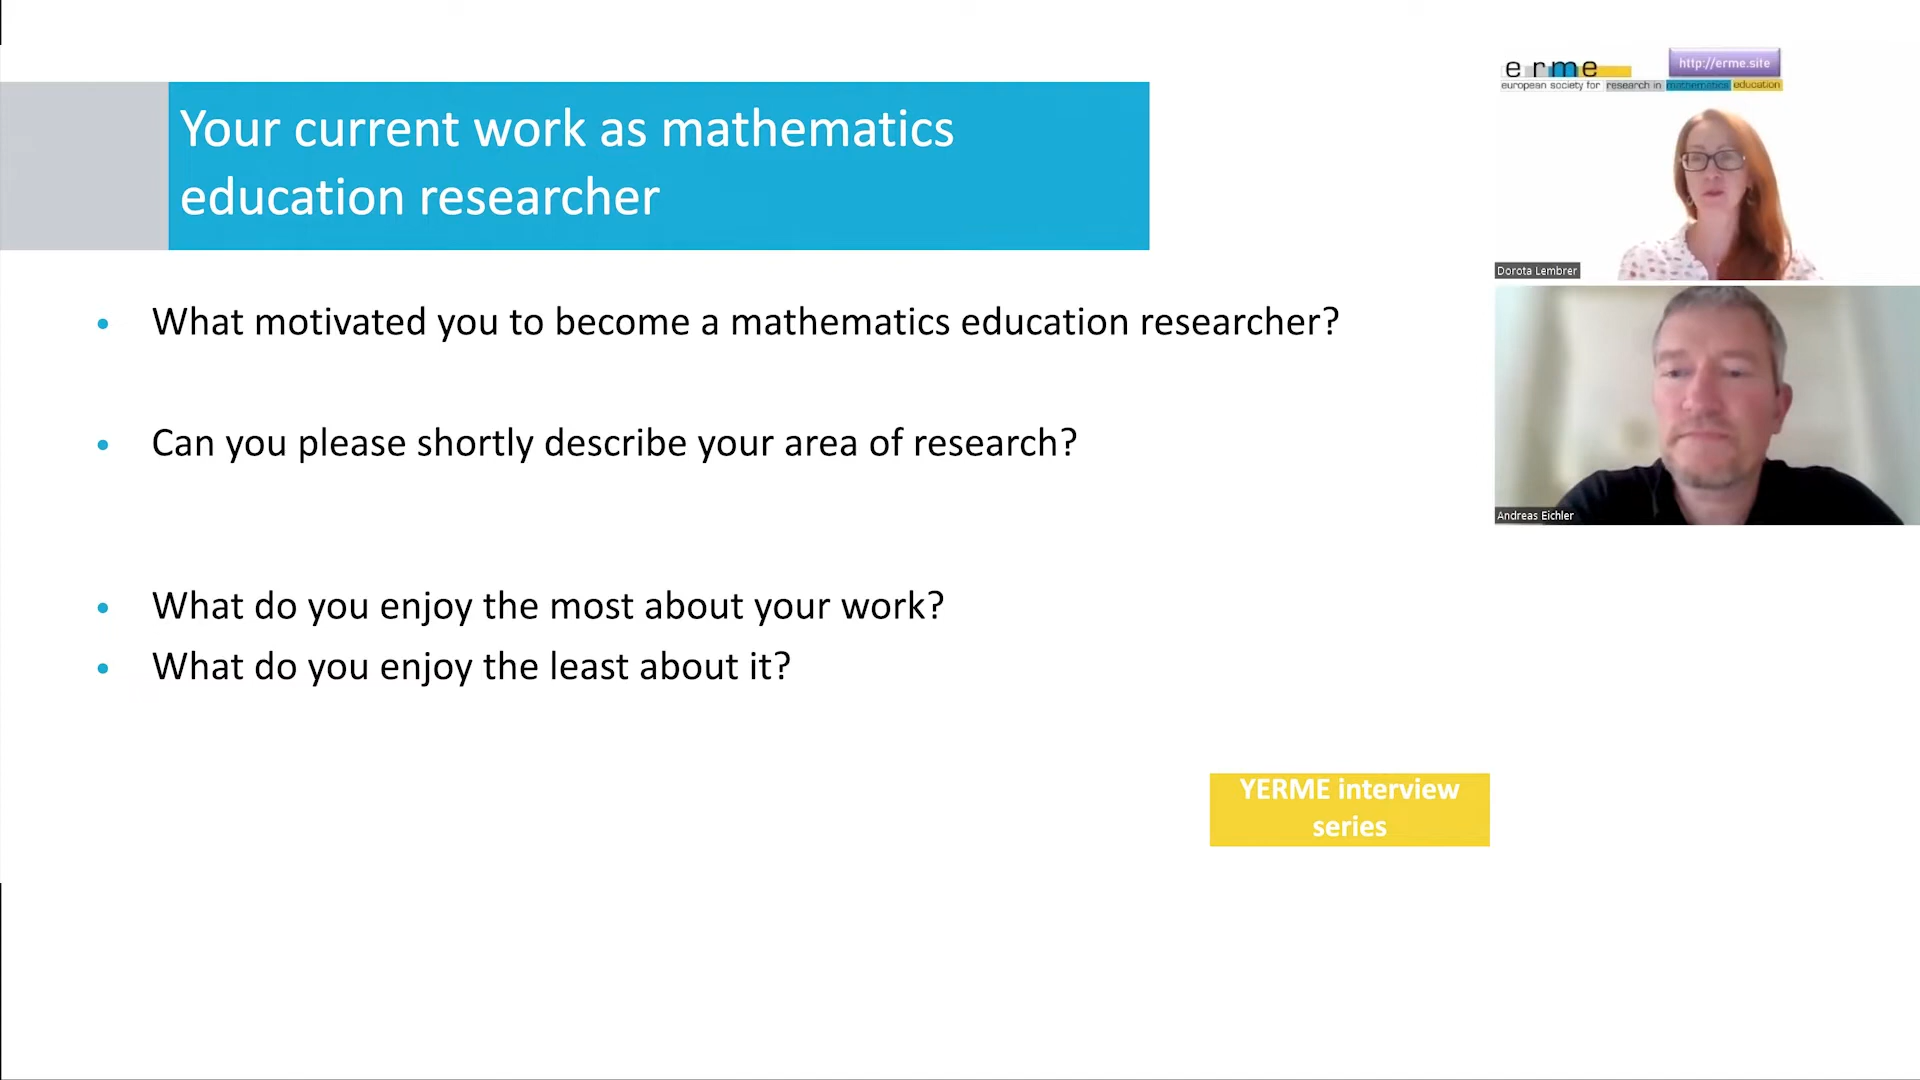 Your current work as mathematics
education researcher
What motivated you to become a mathematics education researcher?
Can you please shortly describe your area of research?
What do you enjoy the most about your work?
What do you enjoy the least about it?
YERME interview
series
erme
http://erme.site
european society for research in mathematics education
Dorota Lembrer
Andreas Eichler